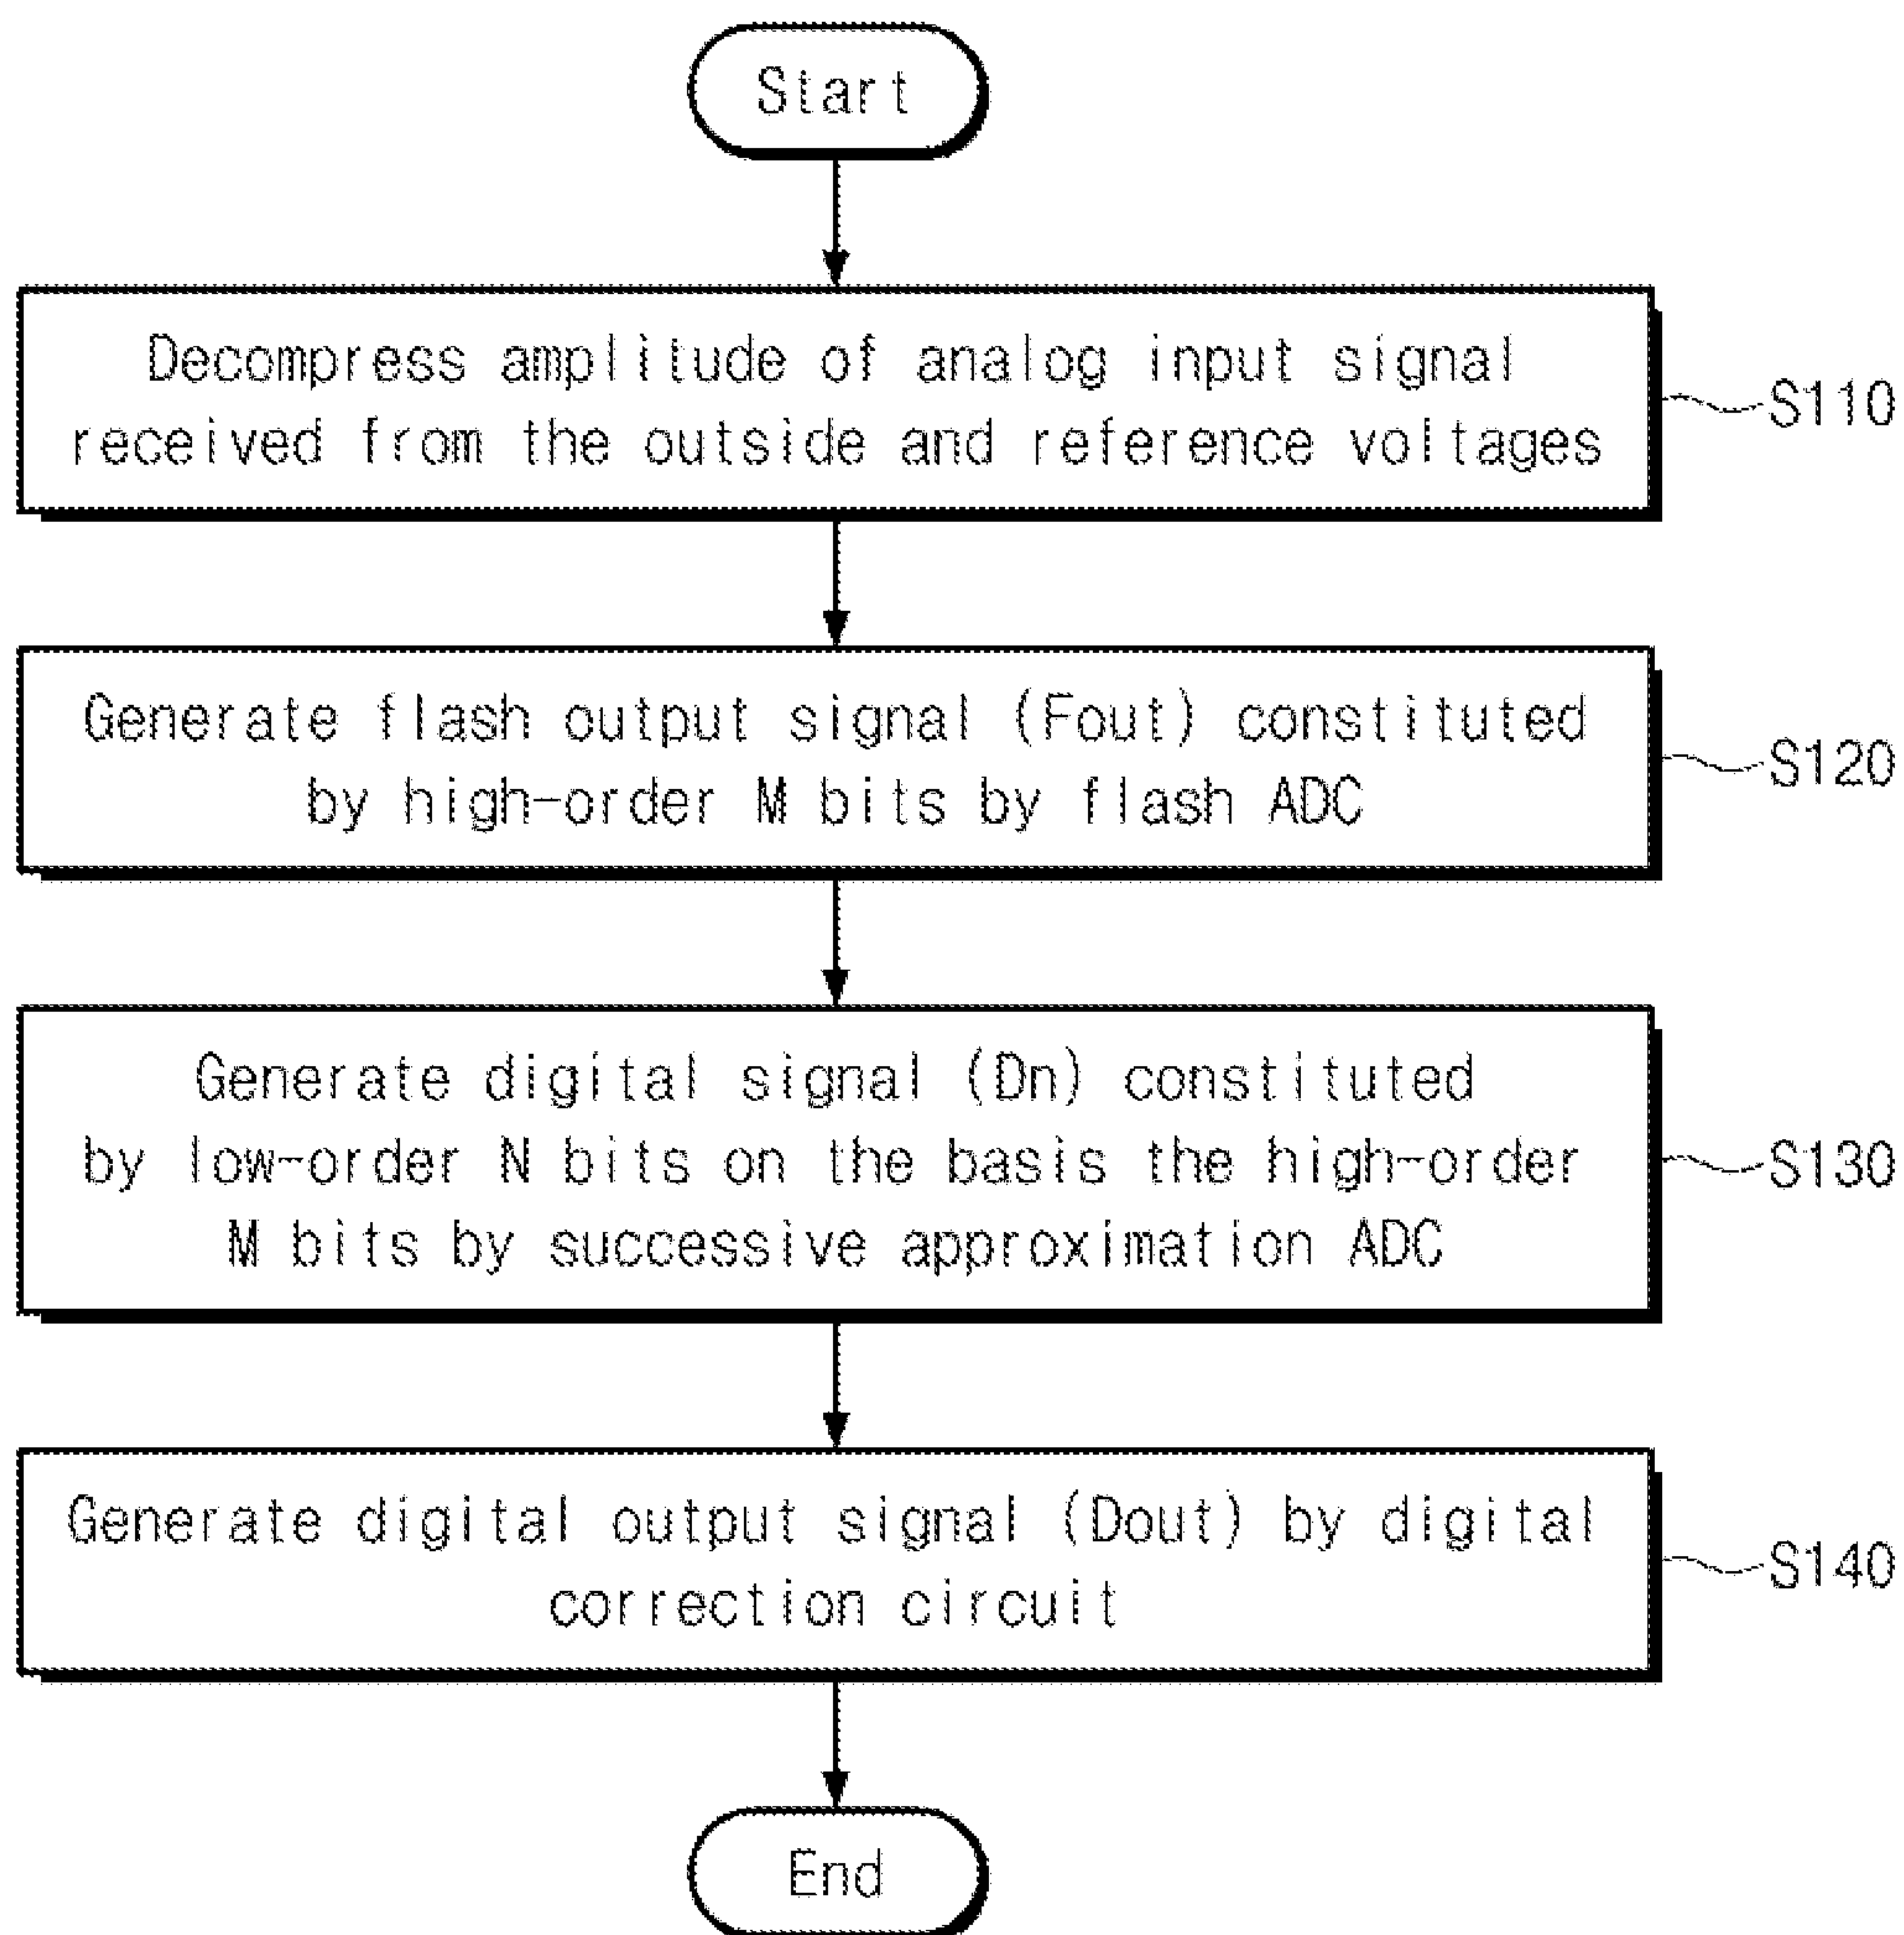 Start
Decompress amplitude of analog input signal
received from the outside and reference voltages
S110
Generate flash output signal (Fout) constituted
by high-order M bits by flash ADC
S120
Generate digital signal (Dn) constituted
by low-order N bits on the basis the high-order
M bits by successive approximation ADC
S130
Generate digital output signal (Dout) by digital
correction circuit
S140
End